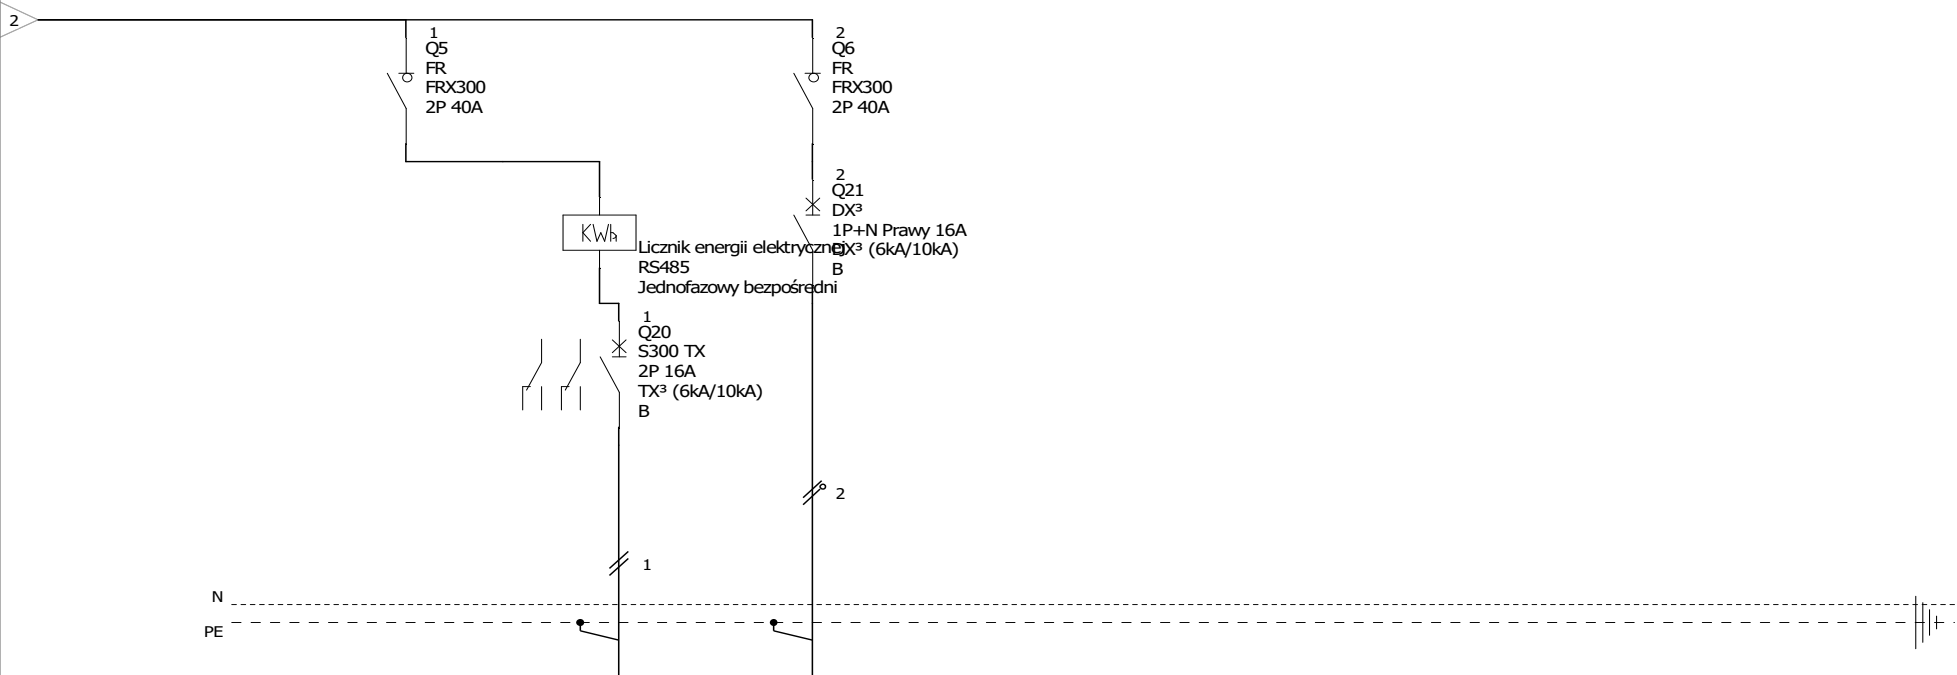 2
1
Q5
FR
FRX300
2P 40A
2
Q6
FR
FRX300
2P 40A
2
Q21
DX³
1P+N Prawy 16A
DX³ (6kA/10kA)
B
KWh
Licznik energii elektrycznej
RS485
Jednofazowy bezpośredni
1
Q20
S300 TX
2P 16A
TX³ (6kA/10kA)
B
2
1
N
PE